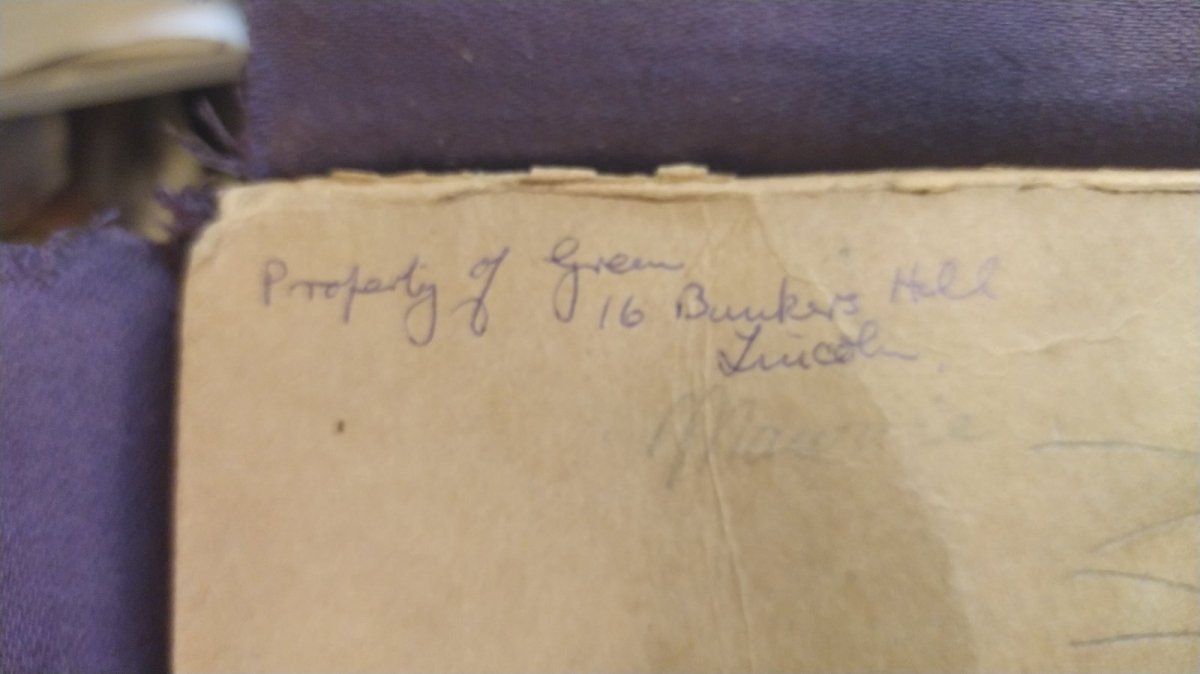 Property of Green
16 Bunkers Hill
Lincoln.